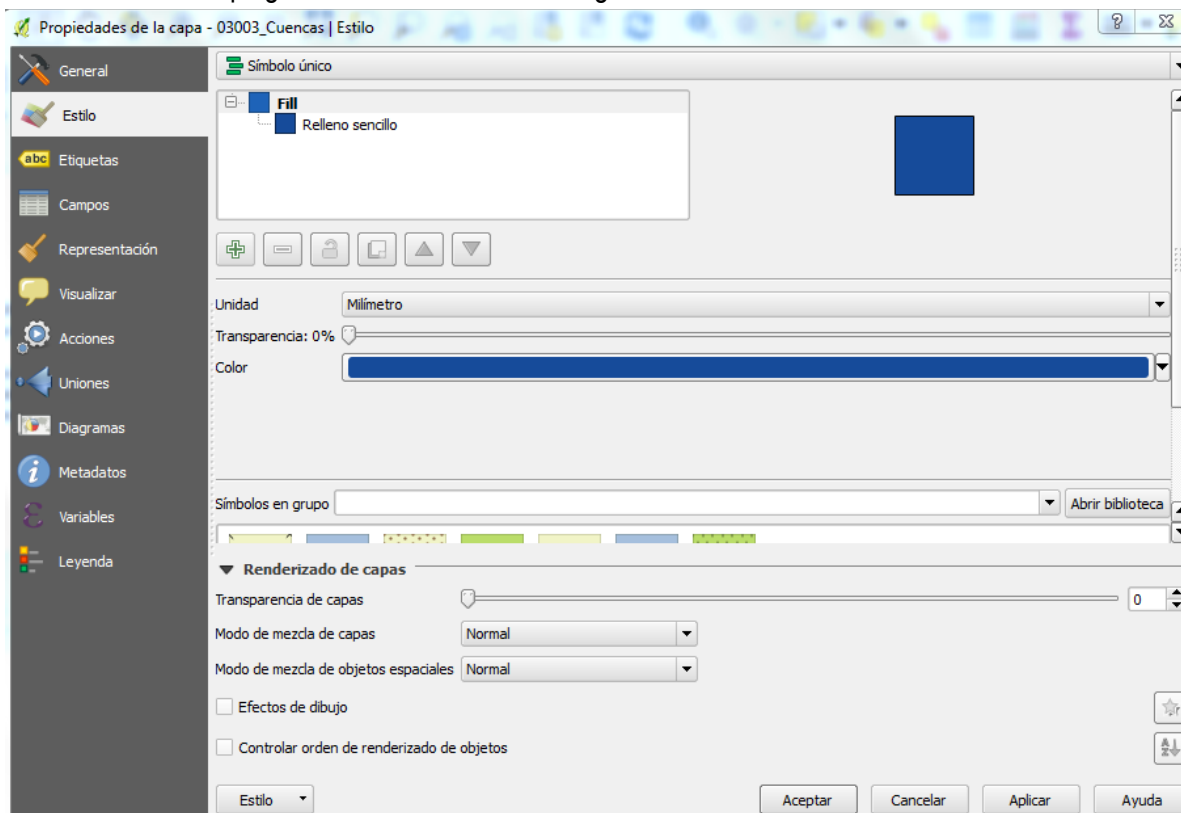 Propiedades de la capa - 03003_Cuencas | Estilo
General
Estilo
abc Etiquetas
Campos
Representación
Visualizar
Acciones
Uniones
Diagramas
Metadatos
Variables
Leyenda
Símbolo único
Fill
Relleno sencillo
Unidad Milímetro
Transparencia: 0%
Color
Símbolos en grupo Abrir biblioteca
Renderizado de capas
Transparencia de capas 0
Modo de mezcla de capas Normal
Modo de mezcla de objetos espaciales Normal
Efectos de dibujo
Controlar orden de renderizado de objetos
Estilo Aceptar Cancelar Aplicar Ayuda